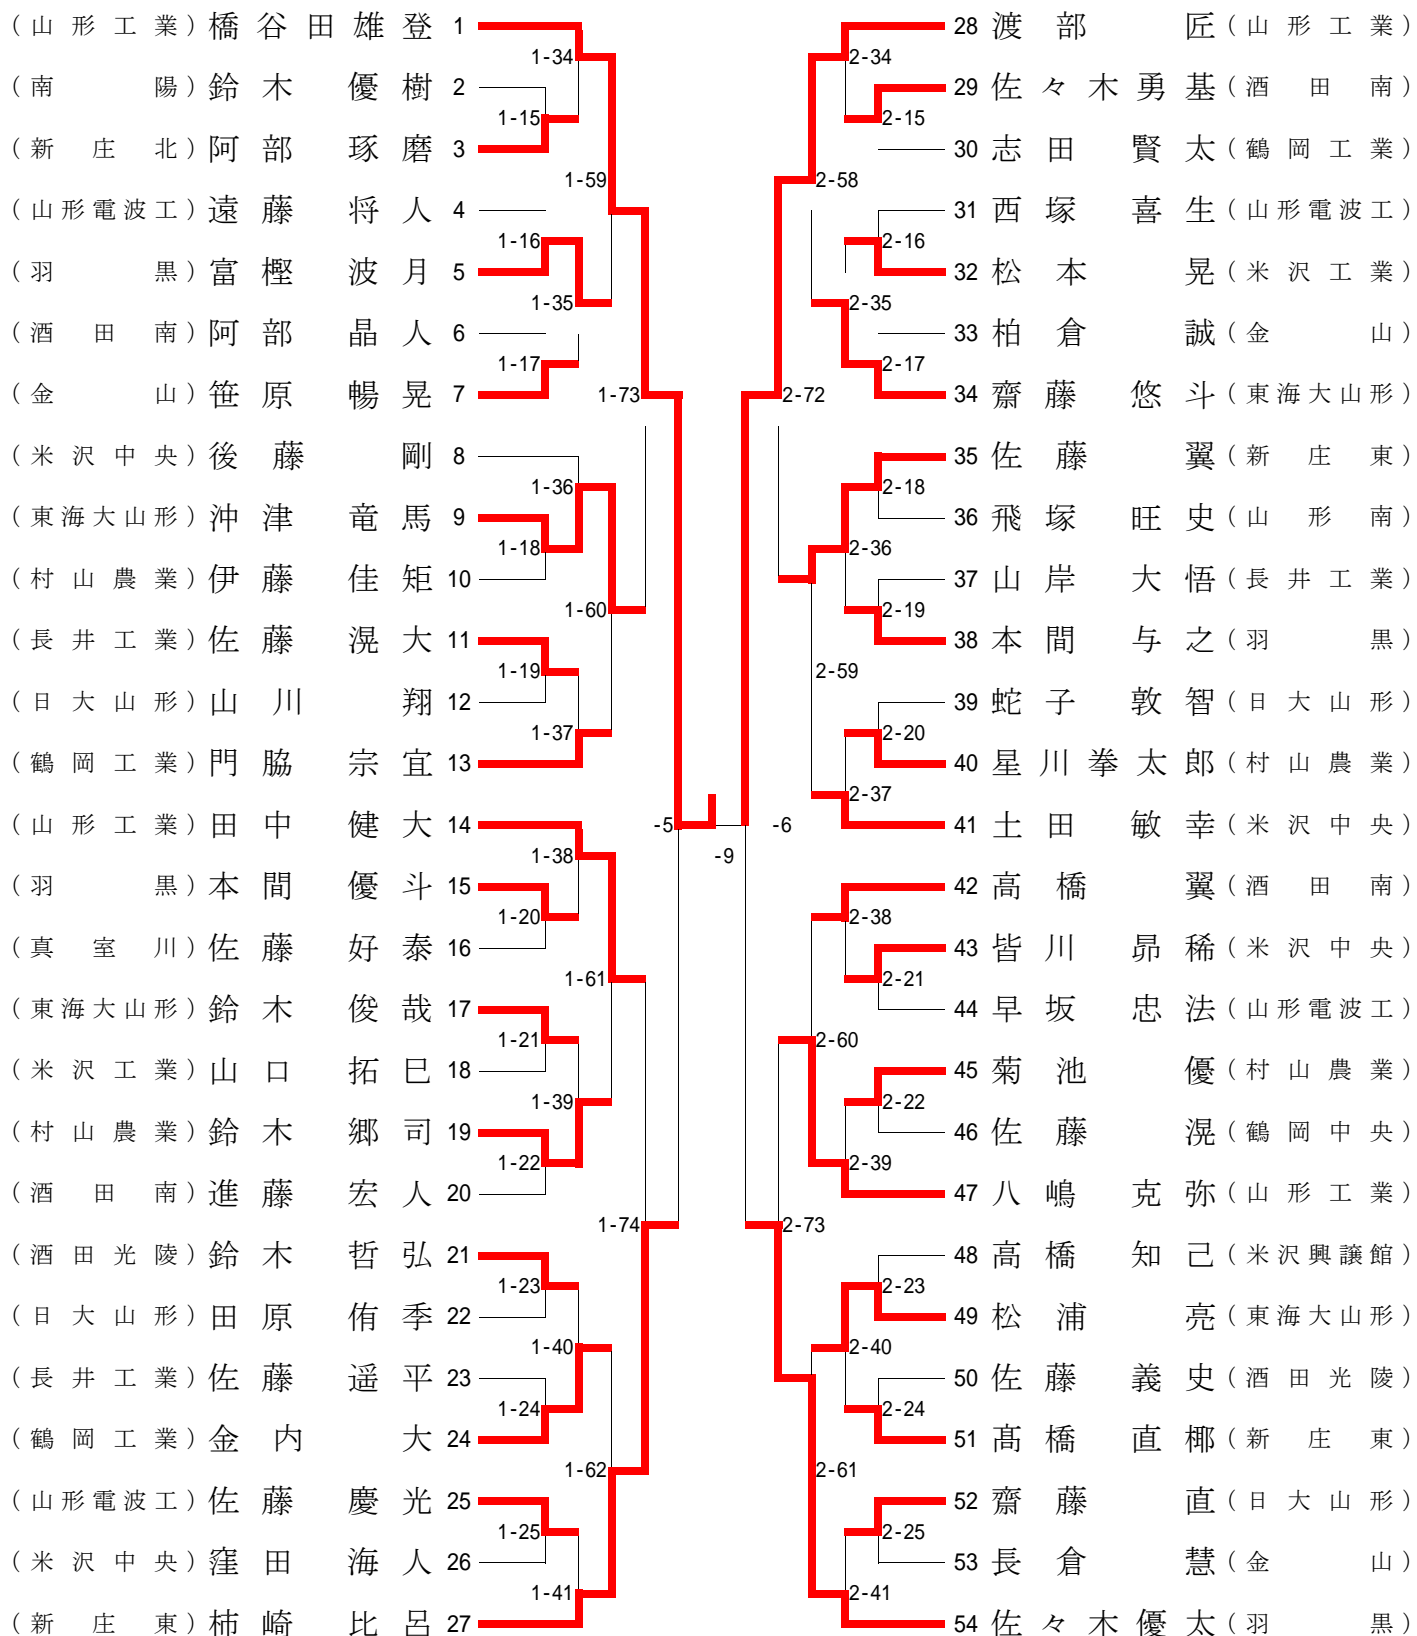 (山形工業) 橋谷田雄登 1
1-34
(南陽) 鈴木優樹 2
1-15
(新庄北) 阿部琢磨 3
1-59
(山形電波工) 遠藤将人 4
1-16
(羽黒) 富樫波月 5
1-35
(酒田南) 阿部晶人 6
1-17
(金山) 笹原暢晃 7
1-73
(米沢中央) 後藤剛 8
1-36
(東海大山形) 沖津竜馬 9
1-18
(村山農業) 伊藤佳矩 10
1-60
(長井工業) 佐藤滉大 11
1-19
(日大山形) 山川翔 12
1-37
(鶴岡工業) 門脇宗宜 13
(山形工業) 田中健大 14
1-38
(羽黒) 本間優斗 15
1-20
(真室川) 佐藤好泰 16
1-61
(東海大山形) 鈴木俊哉 17
1-21
(米沢工業) 山口拓巳 18
1-39
(村山農業) 鈴木郷司 19
1-22
(酒田南) 進藤宏人 20
1-74
(酒田光陵) 鈴木哲弘 21
1-23
(日大山形) 田原侑季 22
1-40
(長井工業) 佐藤遥平 23
1-24
(鶴岡工業) 金内大 24
1-62
(山形電波工) 佐藤慶光 25
1-25
(米沢中央) 窪田海人 26
1-41
(新庄東) 柿崎比呂 27
-5
-9
-6
28 渡部匠 (山形工業)
2-34
29 佐々木勇基 (酒田南)
2-15
30 志田賢太 (鶴岡工業)
2-58
31 西塚喜生 (山形電波工)
2-16
32 松本晃 (米沢工業)
2-35
33 柏倉誠 (金山)
2-17
34 齋藤悠斗 (東海大山形)
2-72
35 佐藤翼 (新庄東)
2-18
36 飛塚旺史 (山形南)
2-36
37 山岸大悟 (長井工業)
2-19
38 本間与之 (羽黒)
2-59
39 蛇子敦智 (日大山形)
2-20
40 星川拳太郎 (村山農業)
2-37
41 土田敏幸 (米沢中央)
42 高橋翼 (酒田南)
2-38
43 皆川昂稀 (米沢中央)
2-21
44 早坂忠法 (山形電波工)
2-60
45 菊池優 (村山農業)
2-22
46 佐藤滉 (鶴岡中央)
2-39
47 八嶋克弥 (山形工業)
2-73
48 高橋知己 (米沢興譲館)
2-23
49 松浦亮 (東海大山形)
2-40
50 佐藤義史 (酒田光陵)
2-24
51 髙橋直椰 (新庄東)
2-61
52 齋藤直 (日大山形)
2-25
53 長倉慧 (金山)
2-41
54 佐々木優太 (羽黒)